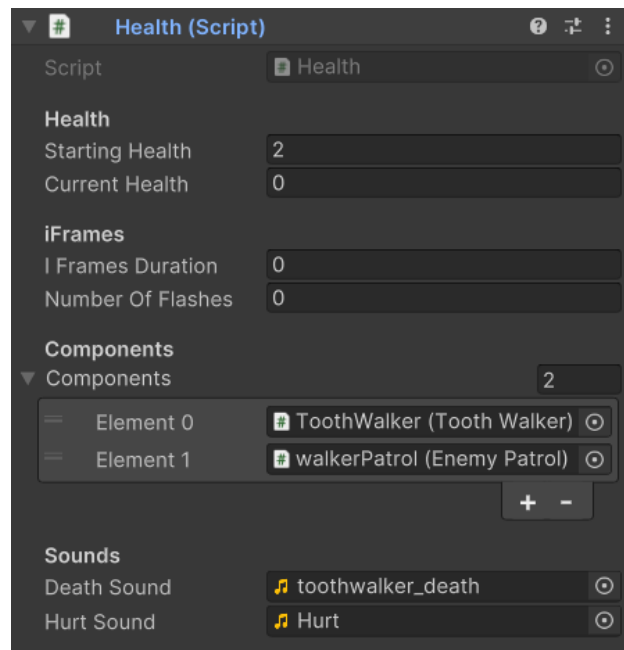 Health (Script)
Script Health
Health
Starting Health 2
Current Health 0
iFrames
I Frames Duration 0
Number Of Flashes 0
Components
Components 2
Element 0 ToothWalker (Tooth Walker)
Element 1 walkerPatrol (Enemy Patrol)
+ -
Sounds
Death Sound toothwalker_death
Hurt Sound Hurt